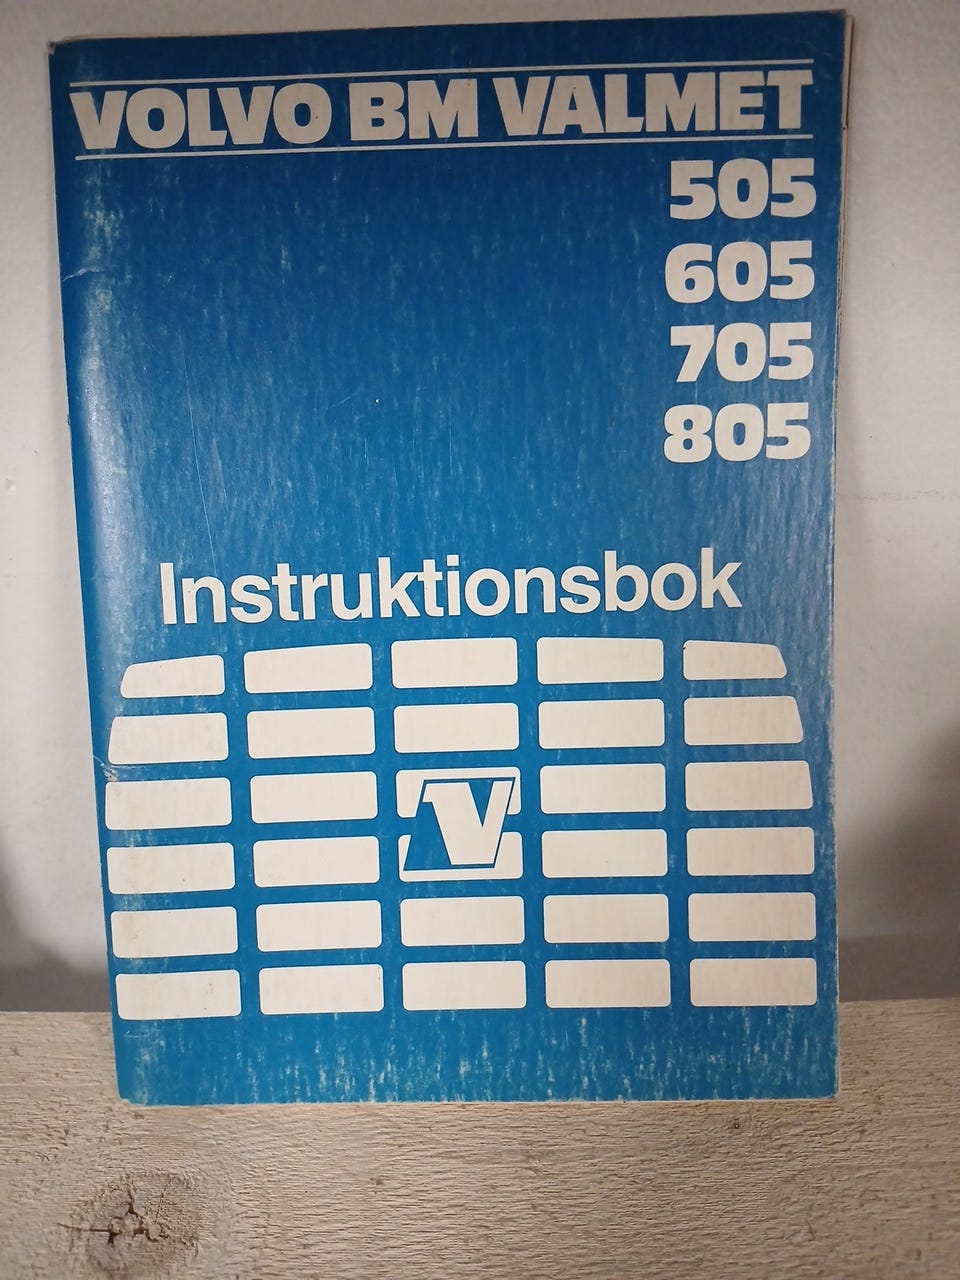 VOLVO BM VALMET
505
605
705
805
Instruktionsbok
V